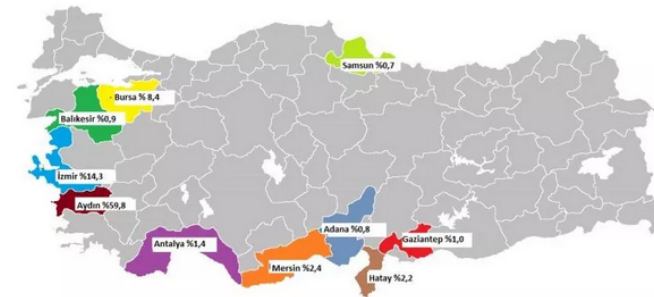 Samsun %0,7
Bursa % 8,4
Balıkesir %0,9
İzmir %14,3
Aydın %59,8
Antalya %1,4
Mersin %2,4
Adana %0,8
Gaziantep %1,0
Hatay %2,2